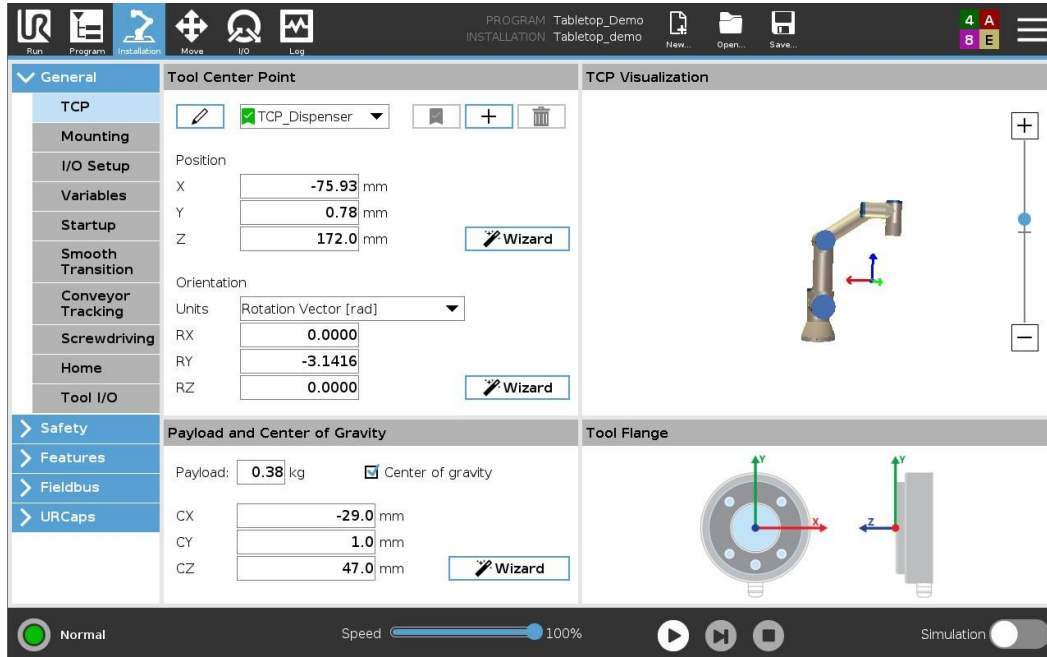 PROGRAM Tabletop_Demo
INSTALLATION Tabletop_demo
UR
Run Program Installation Move I/O Log
New... Open... Save...
4 A
8 E
General
TCP
Mounting
I/O Setup
Variables
Startup
Smooth
Transition
Conveyor
Tracking
Screwdriving
Home
Tool I/O
Safety
Features
Fieldbus
URCaps
Tool Center Point
TCP_Dispenser
+
Position
X -75.93 mm
Y 0.78 mm
Z 172.0 mm Wizard
Orientation
Units Rotation Vector [rad]
RX 0.0000
RY -3.1416
RZ 0.0000 Wizard
TCP Visualization
+
−
Payload and Center of Gravity
Payload: 0.38 kg Center of gravity
CX -29.0 mm
CY 1.0 mm
CZ 47.0 mm Wizard
Tool Flange
Y Y
X Z
Normal Speed 100% Simulation